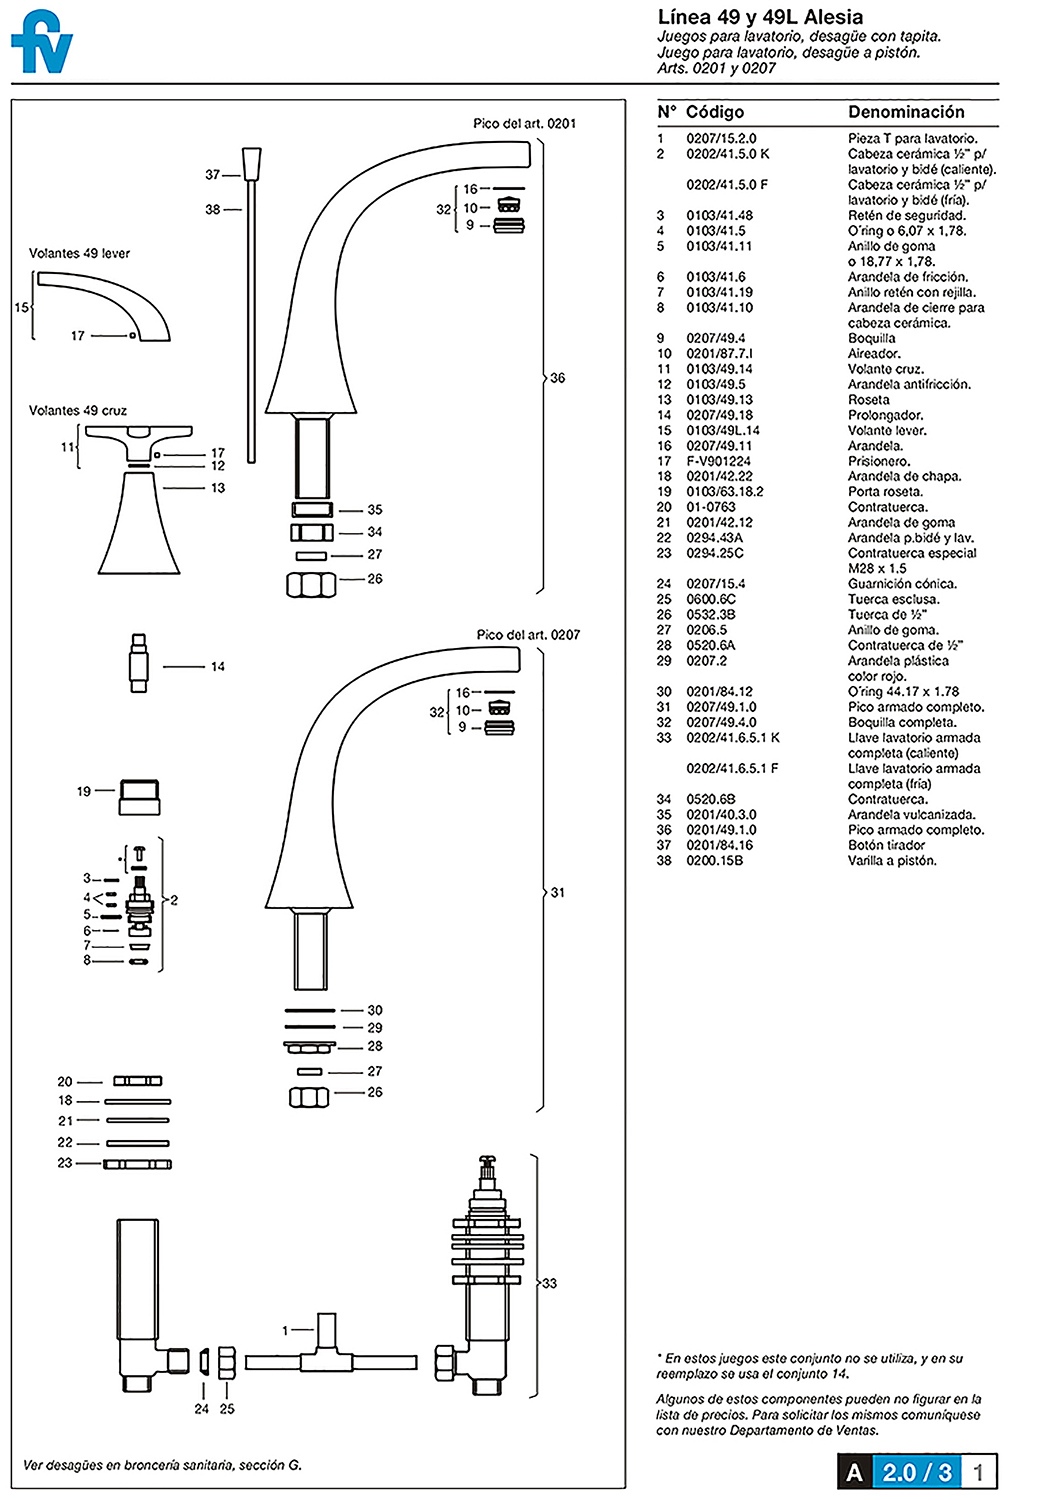 fv
Línea 49 y 49L Alesia
Juegos para lavatorio, desagüe con tapita.
Juego para lavatorio, desagüe a pistón.
Arts. 0201 y 0207
Pico del art. 0201
37
38
16
10
9
32
36
Volantes 49 lever
15
17
Volantes 49 cruz
11
17
12
13
35
34
27
26
14
Pico del art. 0207
16
10
9
32
31
19
*
3
4
5
6
7
8
2
30
29
28
27
26
20
18
21
22
23
33
1
24
25
Ver desagües en broncería sanitaria, sección G.
N° Código Denominación
1 0207/15.2.0 Pieza T para lavatorio.
2 0202/41.5.0 K Cabeza cerámica ½" p/
lavatorio y bidé (caliente).
0202/41.5.0 F Cabeza cerámica ½" p/
lavatorio y bidé (fría).
3 0103/41.48 Retén de seguridad.
4 0103/41.5 O'ring o 6,07 x 1,78.
5 0103/41.11 Anillo de goma
o 18,77 x 1,78.
6 0103/41.6 Arandela de fricción.
7 0103/41.19 Anillo retén con rejilla.
8 0103/41.10 Arandela de cierre para
cabeza cerámica.
9 0207/49.4 Boquilla
10 0201/87.7.I Aireador.
11 0103/49.14 Volante cruz.
12 0103/49.5 Arandela antifricción.
13 0103/49.13 Roseta
14 0207/49.18 Prolongador.
15 0103/49L.14 Volante lever.
16 0207/49.11 Arandela.
17 F-V901224 Prisionero.
18 0201/42.22 Arandela de chapa.
19 0103/63.18.2 Porta roseta.
20 01-0763 Contratuerca.
21 0201/42.12 Arandela de goma
22 0294.43A Arandela p.bidé y lav.
23 0294.25C Contratuerca especial
M28 x 1.5
24 0207/15.4 Guarnición cónica.
25 0600.6C Tuerca esclusa.
26 0532.3B Tuerca de ½"
27 0206.5 Anillo de goma.
28 0520.6A Contratuerca de ½"
29 0207.2 Arandela plástica
color rojo.
30 0201/84.12 O'ring 44.17 x 1.78
31 0207/49.1.0 Pico armado completo.
32 0207/49.4.0 Boquilla completa.
33 0202/41.6.5.1 K Llave lavatorio armada
completa (caliente)
0202/41.6.5.1 F Llave lavatorio armada
completa (fría)
34 0520.6B Contratuerca.
35 0201/40.3.0 Arandela vulcanizada.
36 0201/49.1.0 Pico armado completo.
37 0201/84.16 Botón tirador
38 0200.15B Varilla a pistón.
* En estos juegos este conjunto no se utiliza, y en su
reemplazo se usa el conjunto 14.
Algunos de estos componentes pueden no figurar en la
lista de precios. Para solicitar los mismos comuníquese
con nuestro Departamento de Ventas.
A 2.0 / 3 1